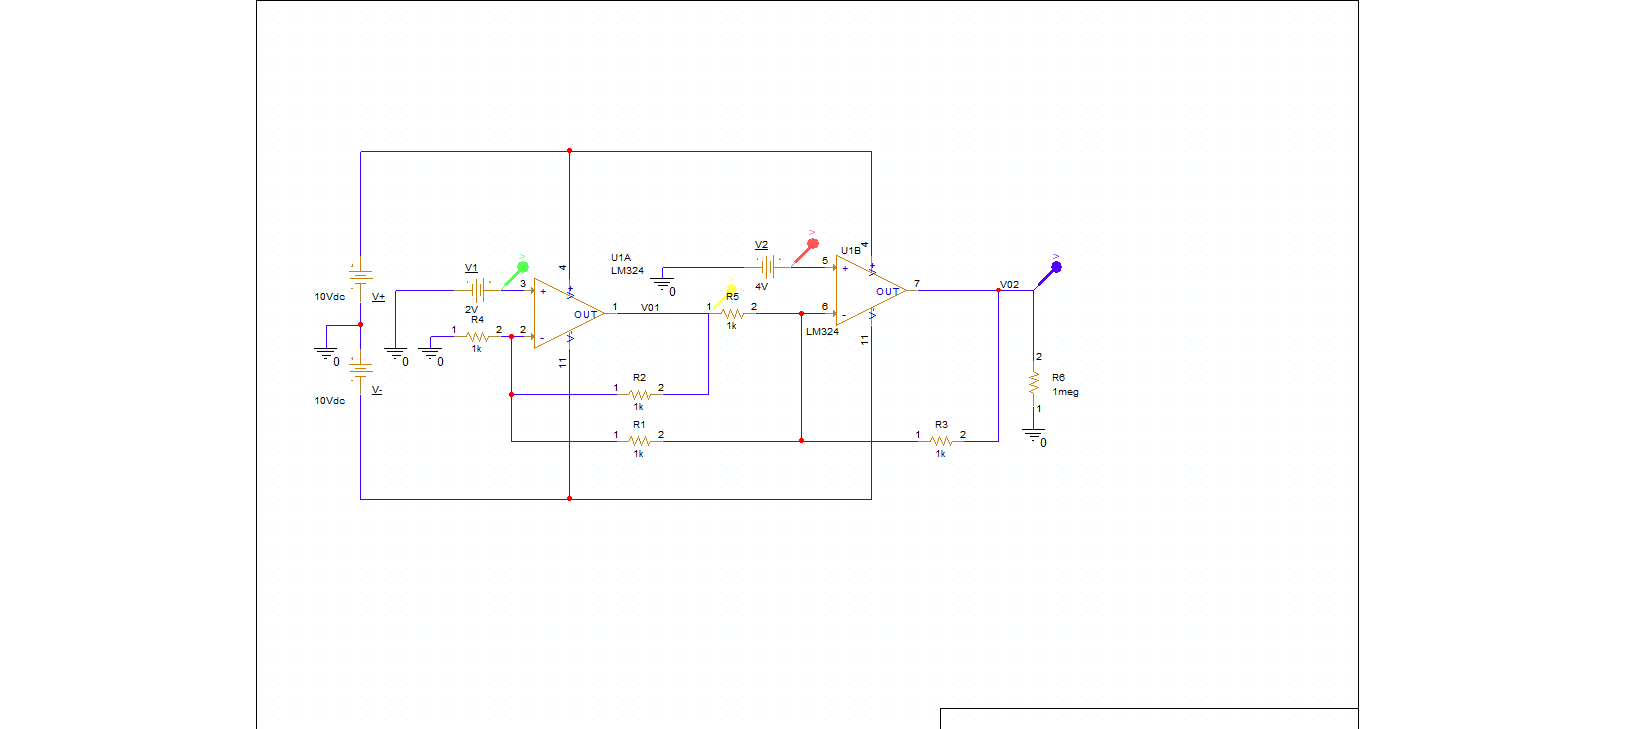 V
4
U1B
V2
5
+
V+
U1A
LM324
V
V1
4
4V
0
OUT
7
V02
V
3
+
V+
10Vdc
V+
2V
1
V01
1
R5
2
6
-
V-
OUT
1k
LM324
R4
1
2
2
-
V-
1k
11
11
0
0
0
V-
10Vdc
R2
1
2
1k
2
R6
1meg
1
R1
1
2
1k
R3
1
2
1k
0